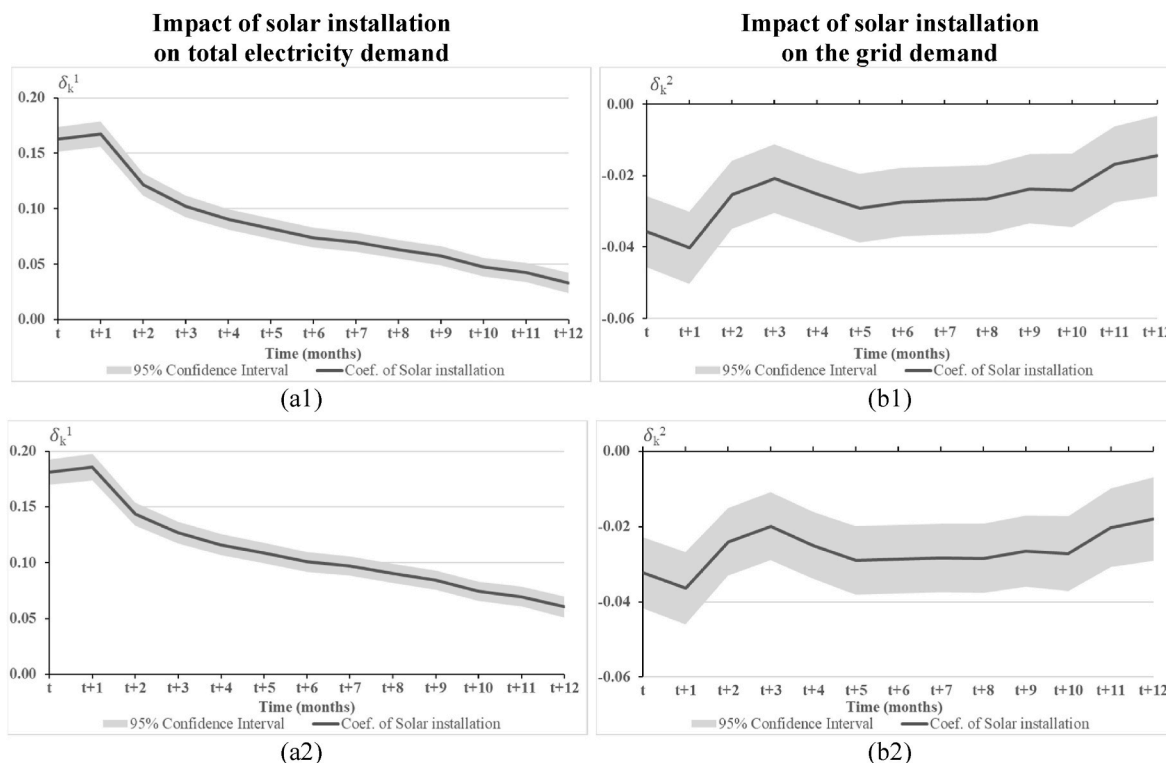 Impact of solar installation
on total electricity demand
δₖ¹
0.20
0.15
0.10
0.05
0.00
t t+1 t+2 t+3 t+4 t+5 t+6 t+7 t+8 t+9 t+10 t+11 t+12
Time (months)
95% Confidence Interval Coef. of Solar installation
(a1)
Impact of solar installation
on the grid demand
δₖ²
0.00
-0.02
-0.04
-0.06
t t+1 t+2 t+3 t+4 t+5 t+6 t+7 t+8 t+9 t+10 t+11 t+12
Time (months)
95% Confidence Interval Coef. of Solar installation
(b1)
δₖ¹
0.20
0.15
0.10
0.05
0.00
t t+1 t+2 t+3 t+4 t+5 t+6 t+7 t+8 t+9 t+10 t+11 t+12
Time (months)
95% Confidence Interval Coef. of Solar installation
(a2)
δₖ²
0.00
-0.02
-0.04
-0.06
t t+1 t+2 t+3 t+4 t+5 t+6 t+7 t+8 t+9 t+10 t+11 t+12
Time (months)
95% Confidence Interval Coef. of Solar installation
(b2)